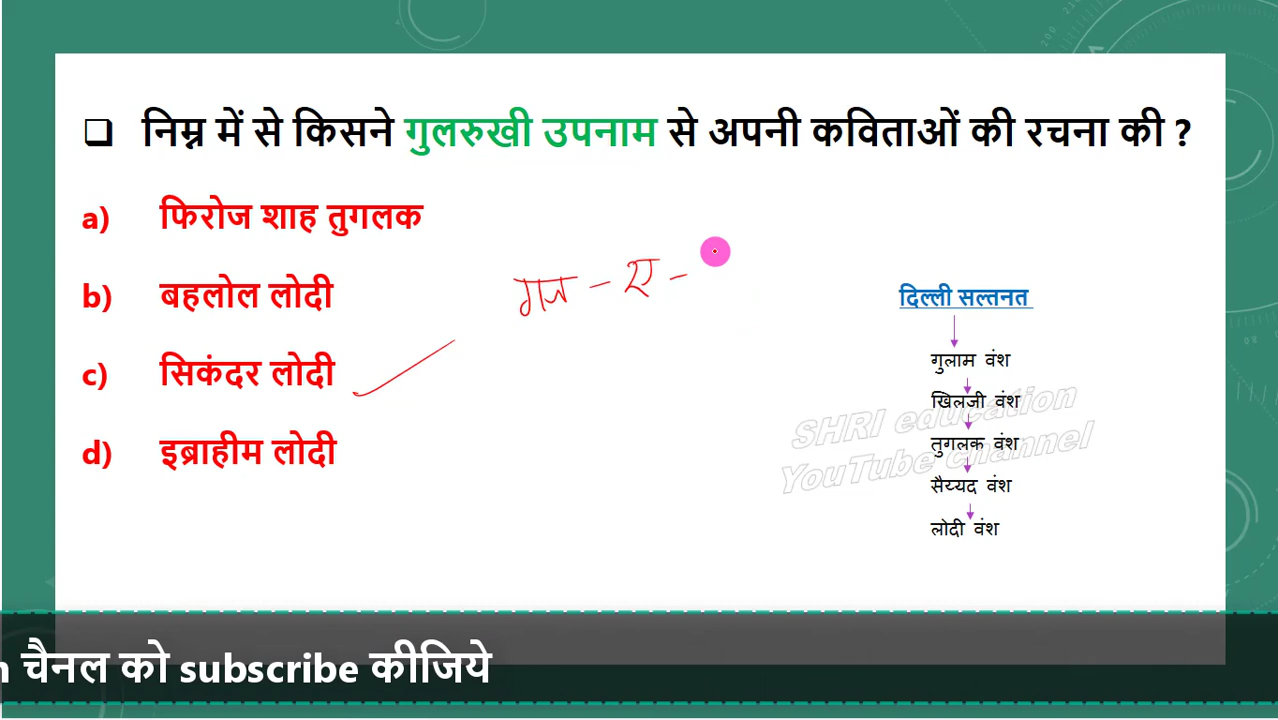 ❑ निम्न में से किसने गुलरुखी उपनाम से अपनी कविताओं की रचना की ?
a) फिरोज शाह तुगलक
b) बहलोल लोदी
c) सिकंदर लोदी
d) इब्राहीम लोदी
गज - ए -
दिल्ली सल्तनत
गुलाम वंश
खिलजी वंश
तुगलक वंश
सैय्यद वंश
लोदी वंश
SHRI education
YouTube channel
n चैनल को subscribe कीजिये